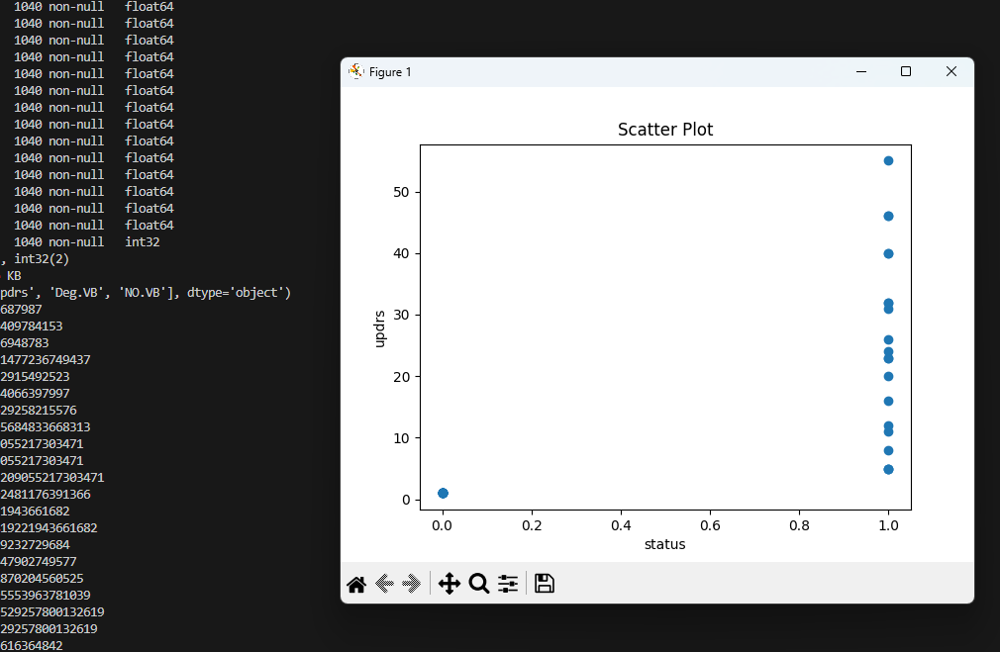 1040 non-null float64
1040 non-null float64
1040 non-null float64
1040 non-null float64
1040 non-null float64
1040 non-null float64
1040 non-null float64
1040 non-null float64
1040 non-null float64
1040 non-null float64
1040 non-null float64
1040 non-null float64
1040 non-null float64
1040 non-null float64
1040 non-null int32
, int32(2)
KB
pdrs', 'Deg.VB', 'NO.VB'], dtype='object')
687987
409784153
6948783
1477236749437
2915492523
4066397997
29258215576
5684833668313
055217303471
055217303471
209055217303471
2481176391366
1943661682
19221943661682
9232729684
47902749577
870204560525
5553963781039
529257800132619
29257800132619
616364842
Figure 1
Scatter Plot
50
40
30
20
10
0
updrs
0.0 0.2 0.4 0.6 0.8 1.0
status